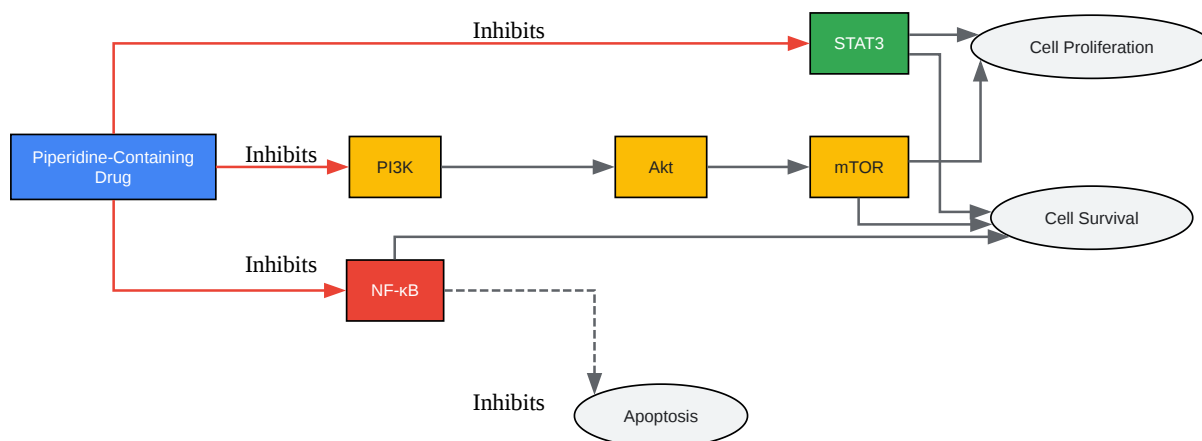 Inhibits
STAT3
Cell Proliferation
Piperidine-Containing
Drug
Inhibits
PI3K
Akt
mTOR
Cell Survival
Inhibits
NF-κB
Inhibits
Apoptosis